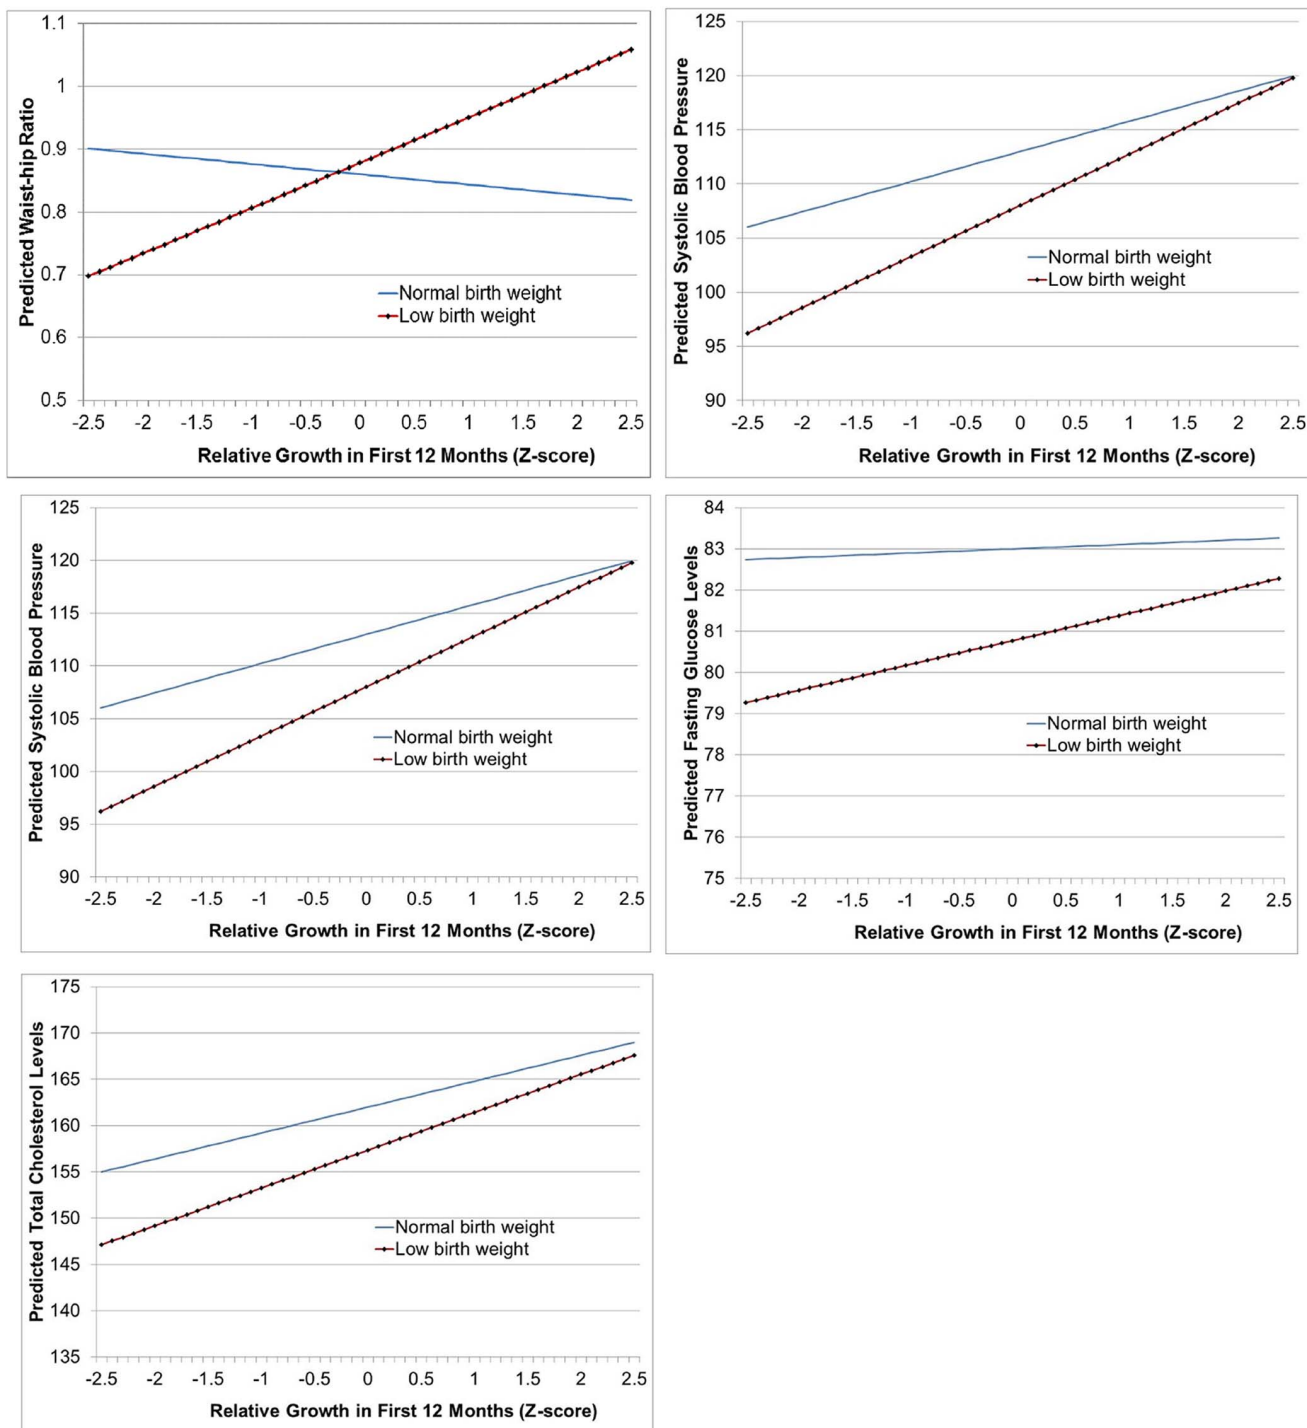 1.1
1
0.9
0.8
0.7
0.6
0.5
Predicted Waist-hip Ratio
Normal birth weight
Low birth weight
-2.5 -2 -1.5 -1 -0.5 0 0.5 1 1.5 2 2.5
Relative Growth in First 12 Months (Z-score)
125
120
115
110
105
100
95
90
Predicted Systolic Blood Pressure
Normal birth weight
Low birth weight
-2.5 -2 -1.5 -1 -0.5 0 0.5 1 1.5 2 2.5
Relative Growth in First 12 Months (Z-score)
125
120
115
110
105
100
95
90
Predicted Systolic Blood Pressure
Normal birth weight
Low birth weight
-2.5 -2 -1.5 -1 -0.5 0 0.5 1 1.5 2 2.5
Relative Growth in First 12 Months (Z-score)
84
83
82
81
80
79
78
77
76
75
Predicted Fasting Glucose Levels
Normal birth weight
Low birth weight
-2.5 -2 -1.5 -1 -0.5 0 0.5 1 1.5 2 2.5
Relative Growth in First 12 Months (Z-score)
175
170
165
160
155
150
145
140
135
Predicted Total Cholesterol Levels
Normal birth weight
Low birth weight
-2.5 -2 -1.5 -1 -0.5 0 0.5 1 1.5 2 2.5
Relative Growth in First 12 Months (Z-score)